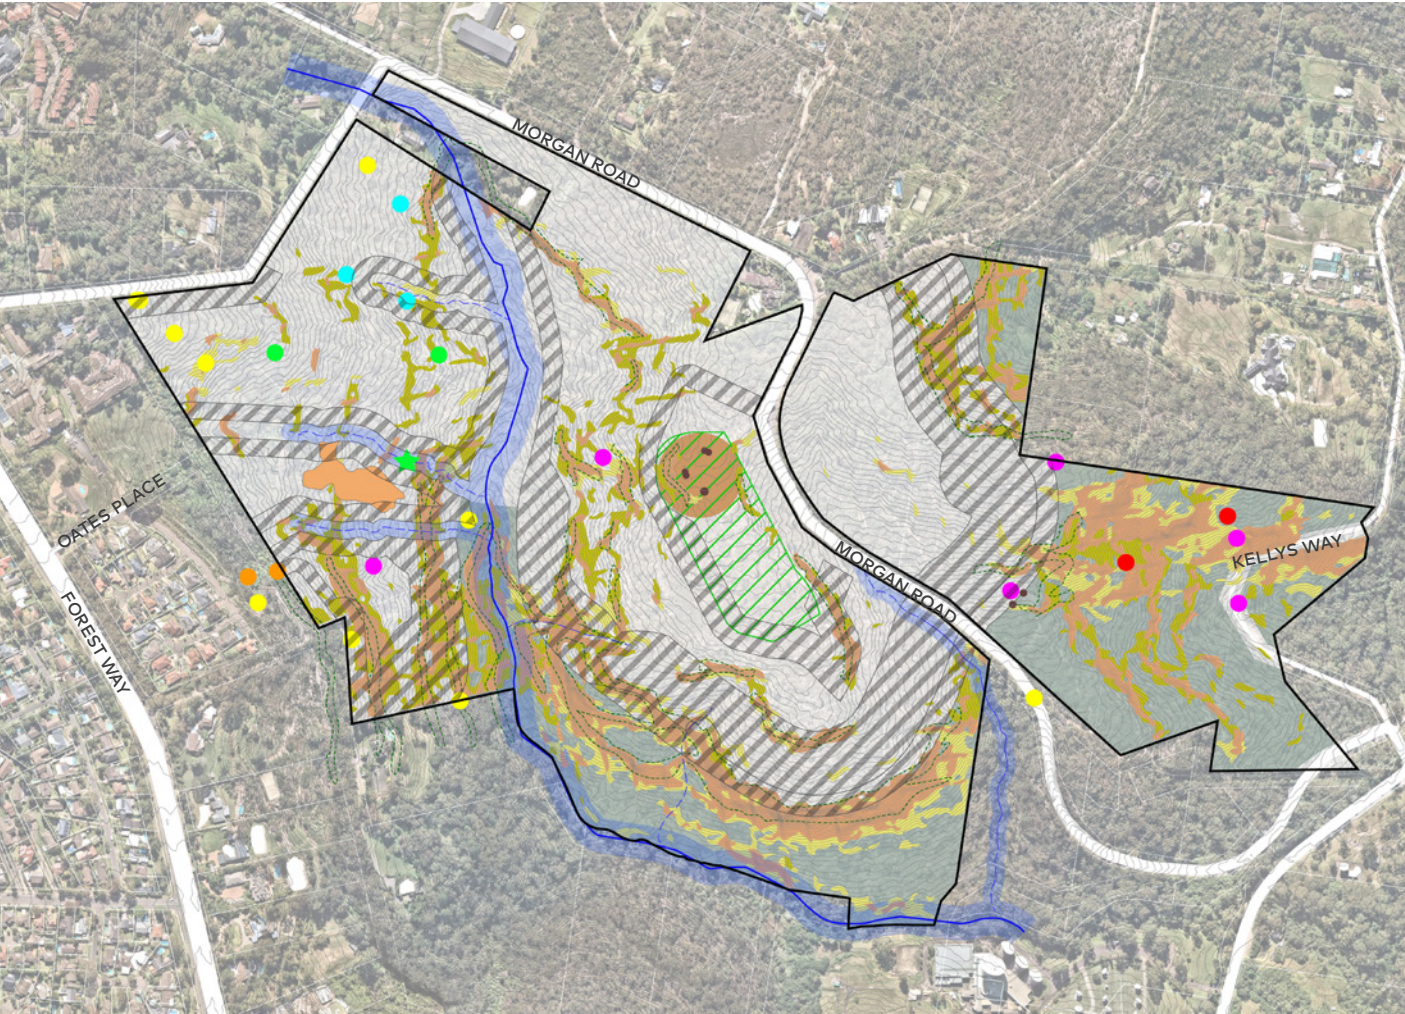 MORGAN ROAD
OATES PLACE
MORGAN ROAD
KELLYS WAY
FOREST WAY